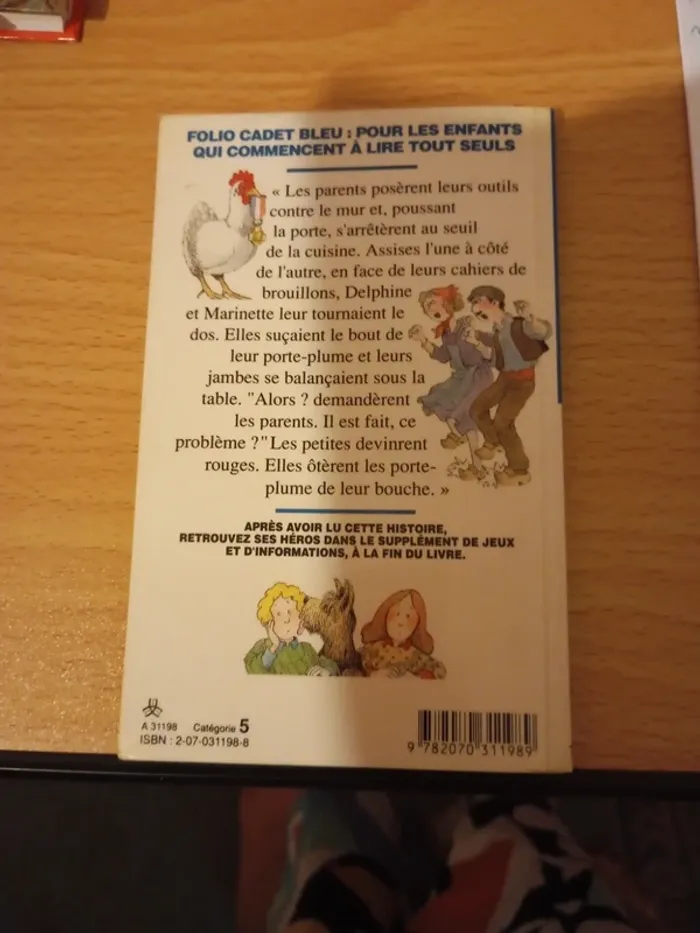 FOLIO CADET BLEU : POUR LES ENFANTS
QUI COMMENCENT À LIRE TOUT SEULS
« Les parents posèrent leurs outils
contre le mur et, poussant
la porte, s'arrêtèrent au seuil
de la cuisine. Assises l'une à côté
de l'autre, en face de leurs cahiers de
brouillons, Delphine
et Marinette leur tournaient le
dos. Elles suçaient le bout de
leur porte-plume et leurs
jambes se balançaient sous la
table. "Alors ? demandèrent
les parents. Il est fait, ce
problème ?" Les petites devinrent
rouges. Elles ôtèrent les porte-
plume de leur bouche. »
APRÈS AVOIR LU CETTE HISTOIRE,
RETROUVEZ SES HÉROS DANS LE SUPPLÉMENT DE JEUX
ET D'INFORMATIONS, À LA FIN DU LIVRE.
A 31198 Catégorie 5
ISBN : 2-07-031198-8
9 782070 311989